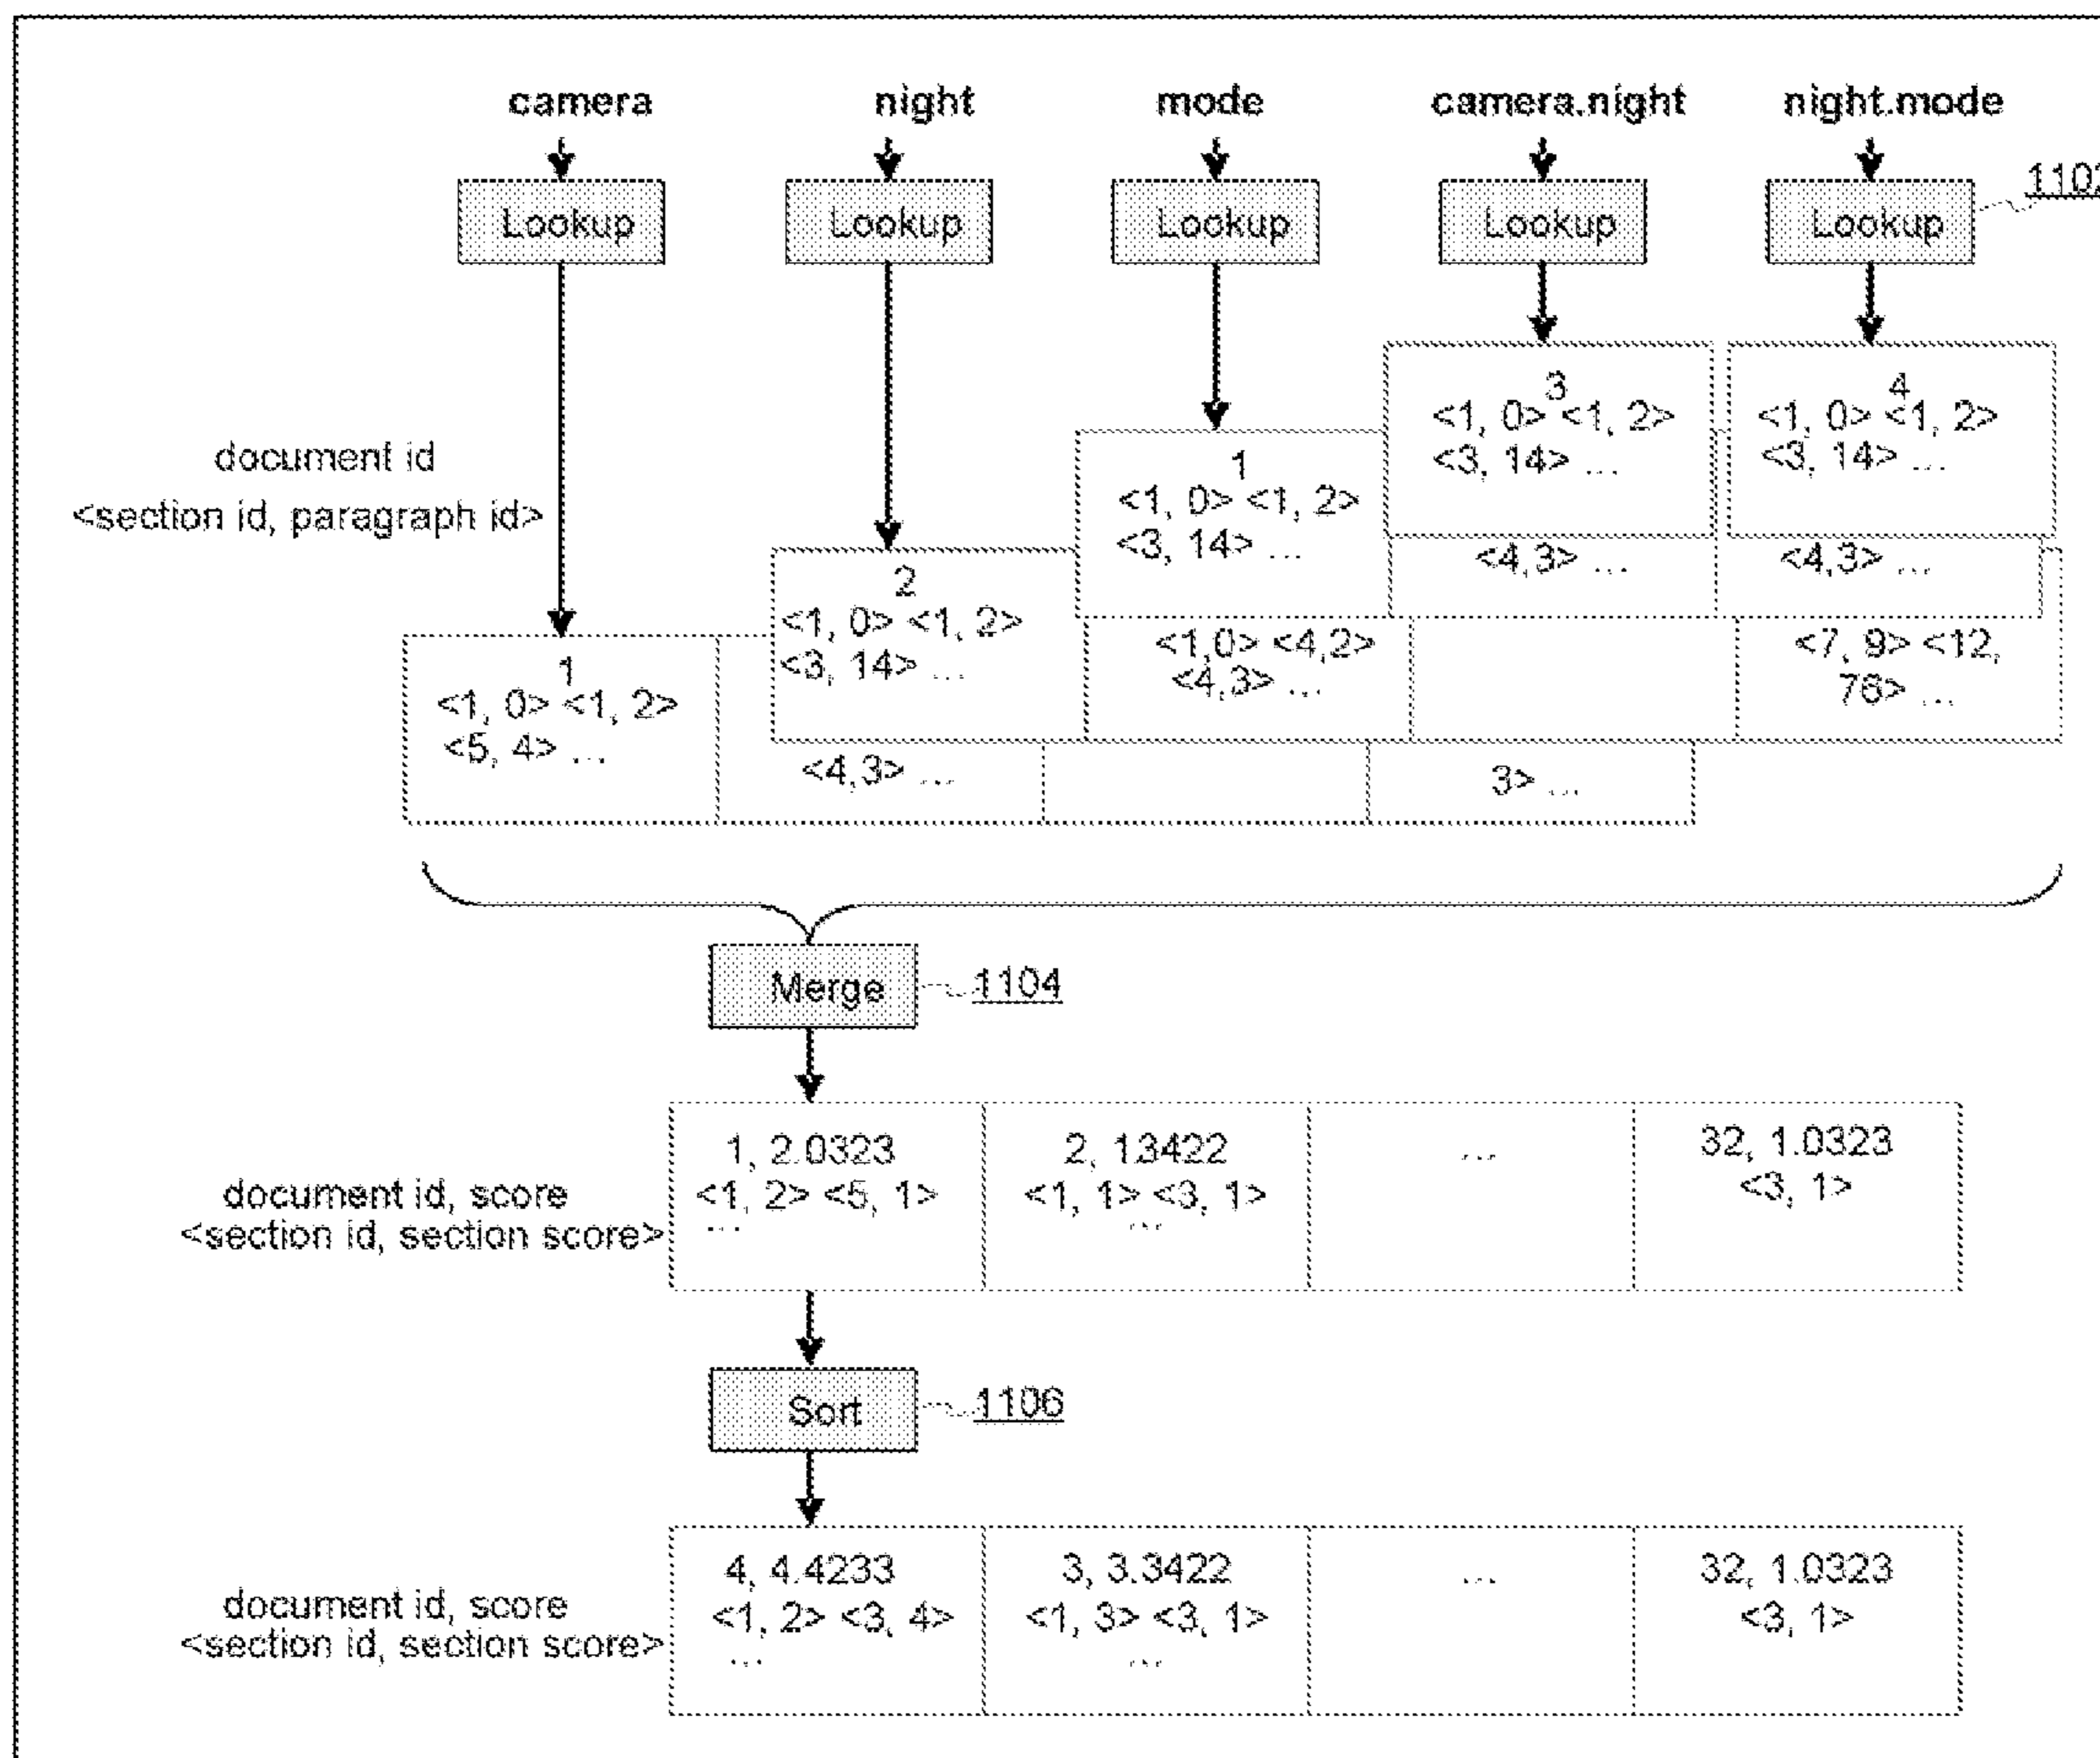 camera night mode camera.night night.mode
Lookup Lookup Lookup Lookup Lookup 1102
document id
<section id, paragraph id>
3
<1, 0> <1, 2>
<3, 14> ...
4
<1, 0> <1, 2>
<3, 14> ...
1
<1, 0> <1, 2>
<3, 14> ...
<4,3> ...
<4,3> ...
2
<1, 0> <1, 2>
<3, 14> ...
<1,0> <4,2>
<4,3> ...
<7, 9> <12,
76> ...
1
<1, 0> <1, 2>
<5, 4> ...
<4,3> ...
3> ...
Merge 1104
document id, score
<section id, section score>
1, 2.0323
<1, 2> <5, 1>
...
2, 1.3422
<1, 1> <3, 1>
...
...
32, 1.0323
<3, 1>
Sort 1106
document id, score
<section id, section score>
4, 4.4233
<1, 2> <3, 4>
...
3, 3.3422
<1, 3> <3, 1>
...
...
32, 1.0323
<3, 1>